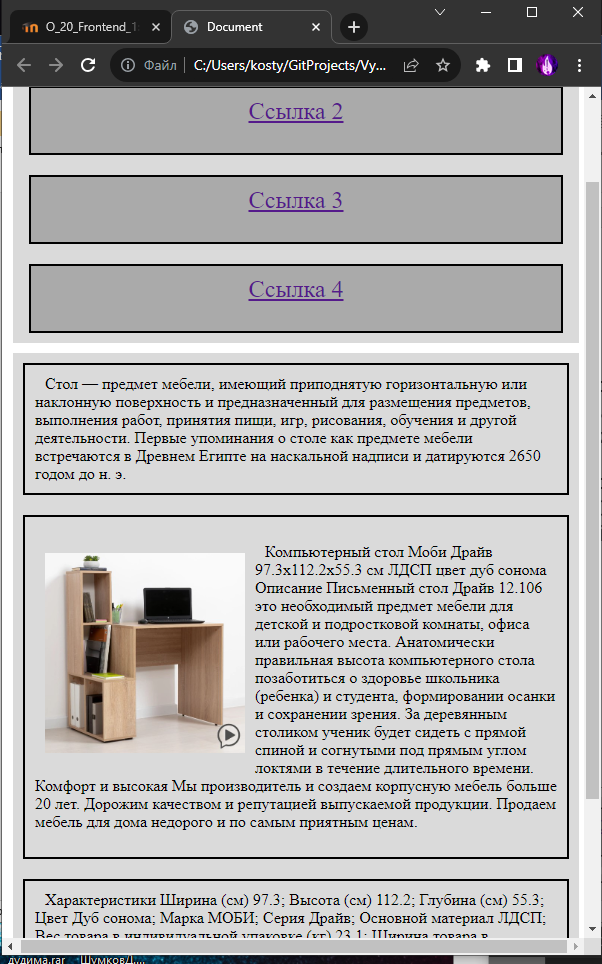 O_20_Frontend_1
Document
Файл
C:/Users/kosty/GitProjects/Vy...
Ссылка 2
Ссылка 3
Ссылка 4
Стол — предмет мебели, имеющий приподнятую горизонтальную или
наклонную поверхность и предназначенный для размещения предметов,
выполнения работ, принятия пищи, игр, рисования, обучения и другой
деятельности. Первые упоминания о столе как предмете мебели
встречаются в Древнем Египте на наскальной надписи и датируются 2650
годом до н. э.
Компьютерный стол Моби Драйв
97.3x112.2x55.3 см ЛДСП цвет дуб сонома
Описание Письменный стол Драйв 12.106
это необходимый предмет мебели для
детской и подростковой комнаты, офиса
или рабочего места. Анатомически
правильная высота компьютерного стола
позаботиться о здоровье школьника
(ребенка) и студента, формировании осанки
и сохранении зрения. За деревянным
столиком ученик будет сидеть с прямой
спиной и согнутыми под прямым углом
локтями в течение длительного времени.
Комфорт и высокая Мы производитель и создаем корпусную мебель больше
20 лет. Дорожим качеством и репутацией выпускаемой продукции. Продаем
мебель для дома недорого и по самым приятным ценам.
Характеристики Ширина (см) 97.3; Высота (см) 112.2; Глубина (см) 55.3;
Цвет Дуб сонома; Марка МОБИ; Серия Драйв; Основной материал ЛДСП;
Вес товара в индивидуальной упаковке (кг) 23.1; Ширина товара в
дудима.rar ШумковД....